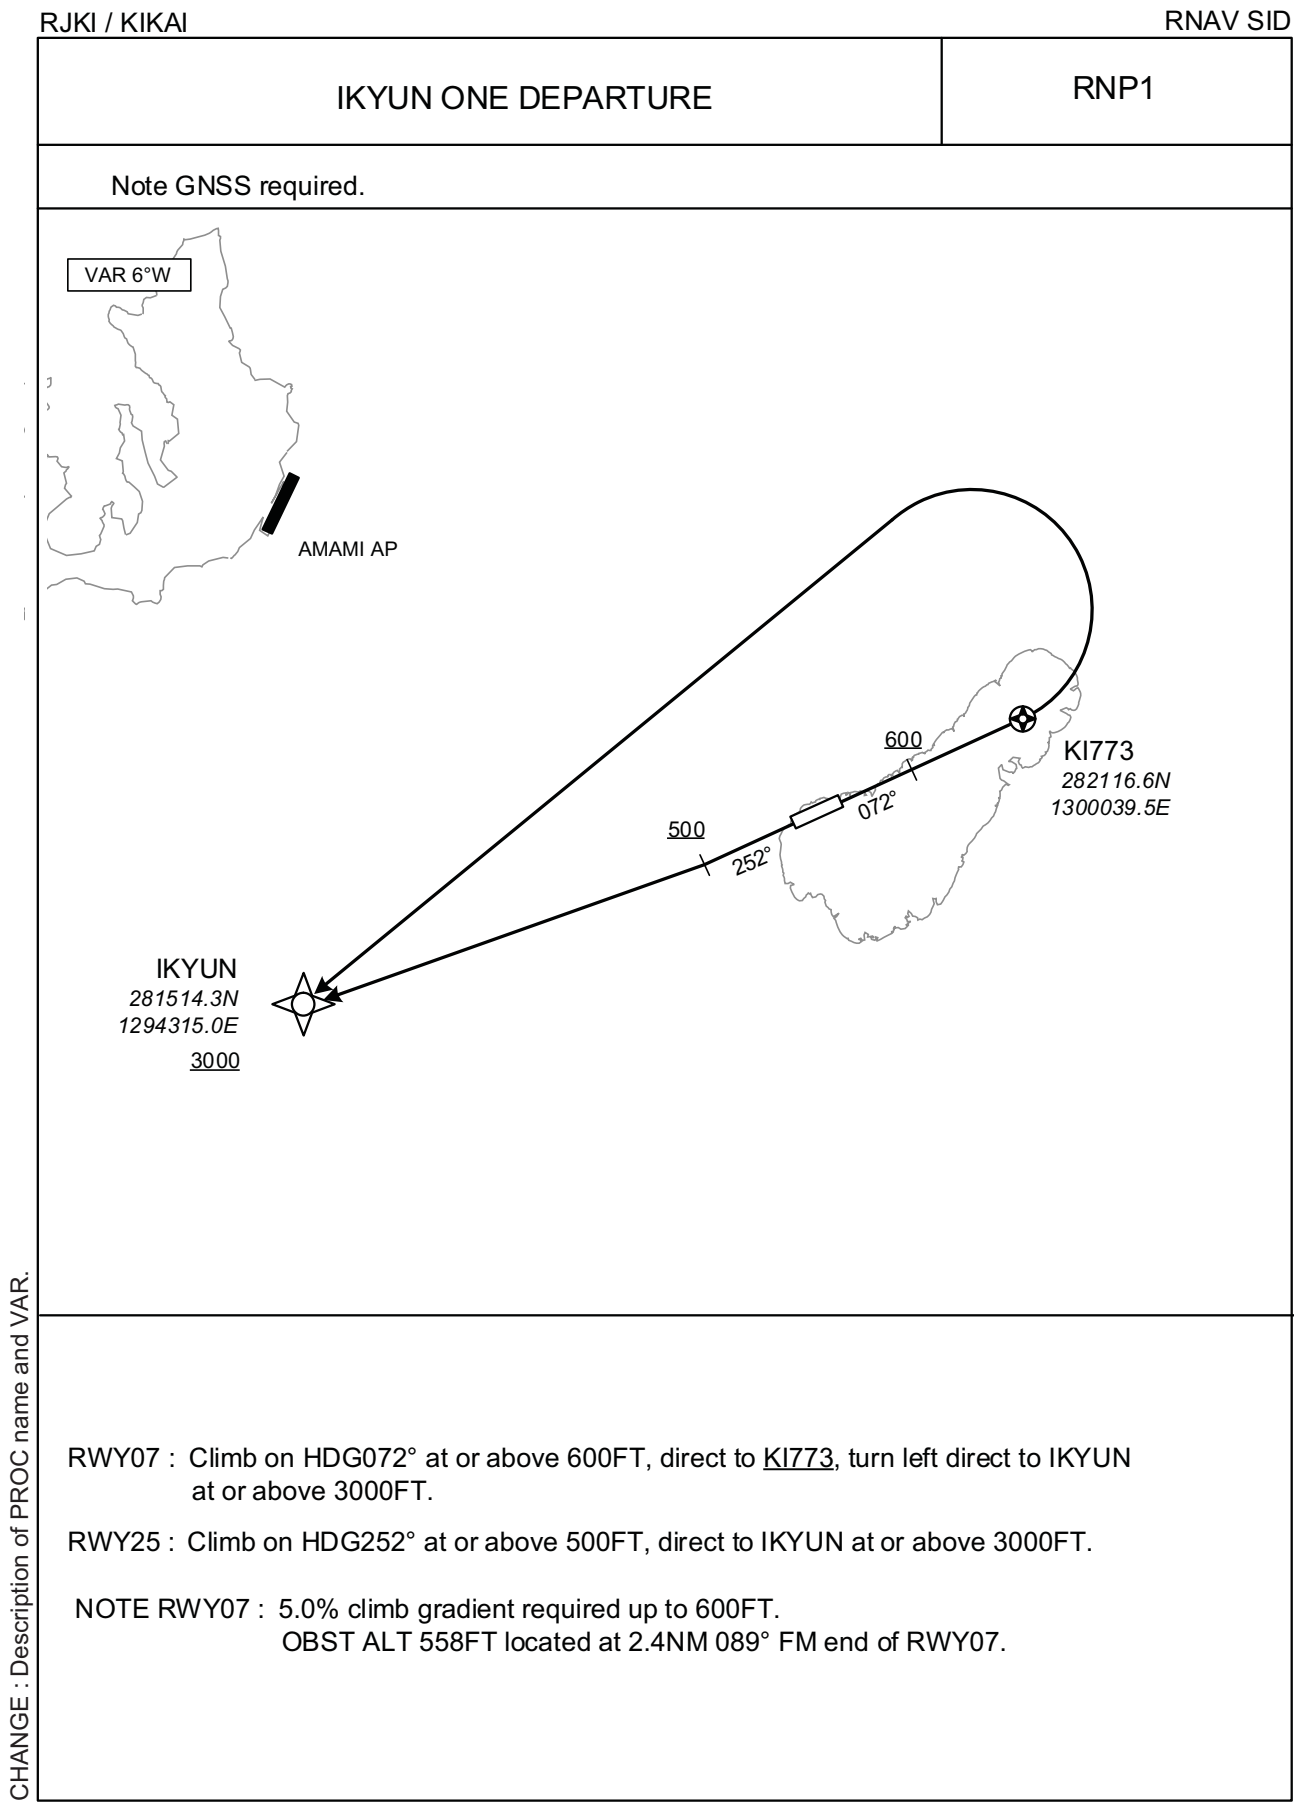 RJKI / KIKAI
RNAV SID
IKYUN ONE DEPARTURE
RNP1
Note GNSS required.
VAR 6°W
AMAMI AP
600
KI773
282116.6N
1300039.5E
072°
500
252°
IKYUN
281514.3N
1294315.0E
3000
RWY07 : Climb on HDG072° at or above 600FT, direct to KI773, turn left direct to IKYUN
at or above 3000FT.
RWY25 : Climb on HDG252° at or above 500FT, direct to IKYUN at or above 3000FT.
NOTE RWY07 : 5.0% climb gradient required up to 600FT.
OBST ALT 558FT located at 2.4NM 089° FM end of RWY07.
CHANGE : Description of PROC name and VAR.